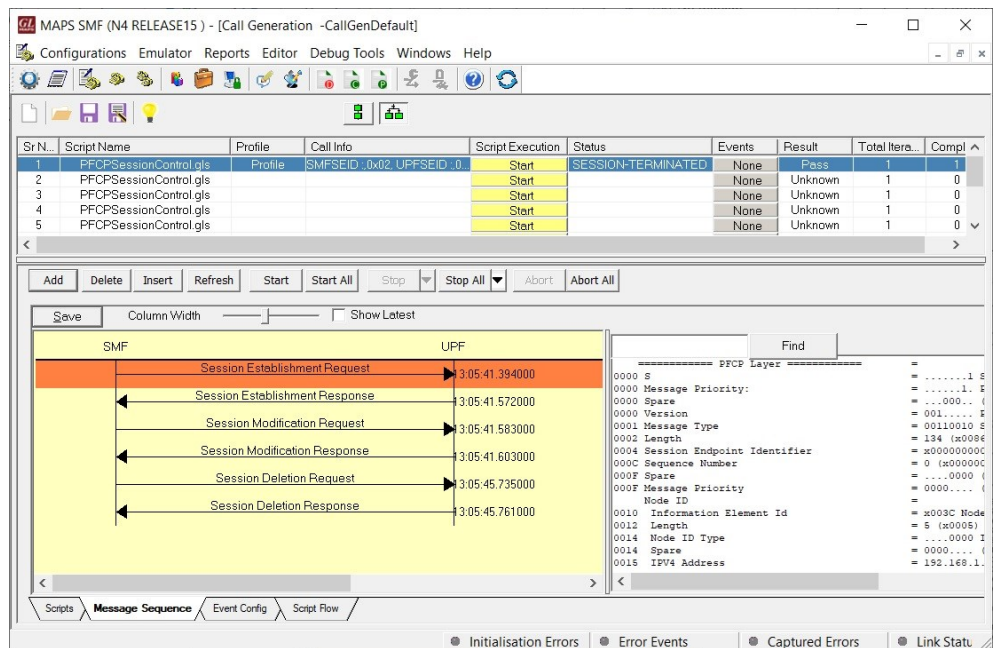 GL MAPS SMF (N4 RELEASE15 ) - [Call Generation -CallGenDefault]
Configurations Emulator Reports Editor Debug Tools Windows Help
Sr N... Script Name Profile Call Info Script Execution Status Events Result Total Itera... Compl
1 PFCPSessionControl.gls Profile SMFSEID :,0x02, UPFSEID :,0 Start SESSION-TERMINATED None Pass 1 1
2 PFCPSessionControl.gls Start None Unknown 1 0
3 PFCPSessionControl.gls Start None Unknown 1 0
4 PFCPSessionControl.gls Start None Unknown 1 0
5 PFCPSessionControl.gls Start None Unknown 1 0
Add Delete Insert Refresh Start Start All Stop Stop All Abort Abort All
Save Column Width Show Latest
Find
SMF UPF
Session Establishment Request 13:05:41.394000
Session Establishment Response 13:05:41.572000
Session Modification Request 13:05:41.583000
Session Modification Response 13:05:41.603000
Session Deletion Request 13:05:45.735000
Session Deletion Response 13:05:45.761000
============ PFCP Layer ============ =
0000 S = .......1 S
0000 Message Priority: = ......1.
0000 Spare = ...000.. (
0000 Version = 001.....
0001 Message Type = 00110010 S
0002 Length = 134 (x0086
0004 Session Endpoint Identifier = x00000000
000C Sequence Number = 0 (x00000
000F Spare = ....0000 (
000F Message Priority = 0000.... (
Node ID =
0010 Information Element Id = x003C Node
0012 Length = 5 (x0005)
0014 Node ID Type = ....0000 I
0014 Spare = 0000.... (
0015 IPV4 Address = 192.168.1.
Scripts Message Sequence Event Config Script Flow
Initialisation Errors Error Events Captured Errors Link Statu